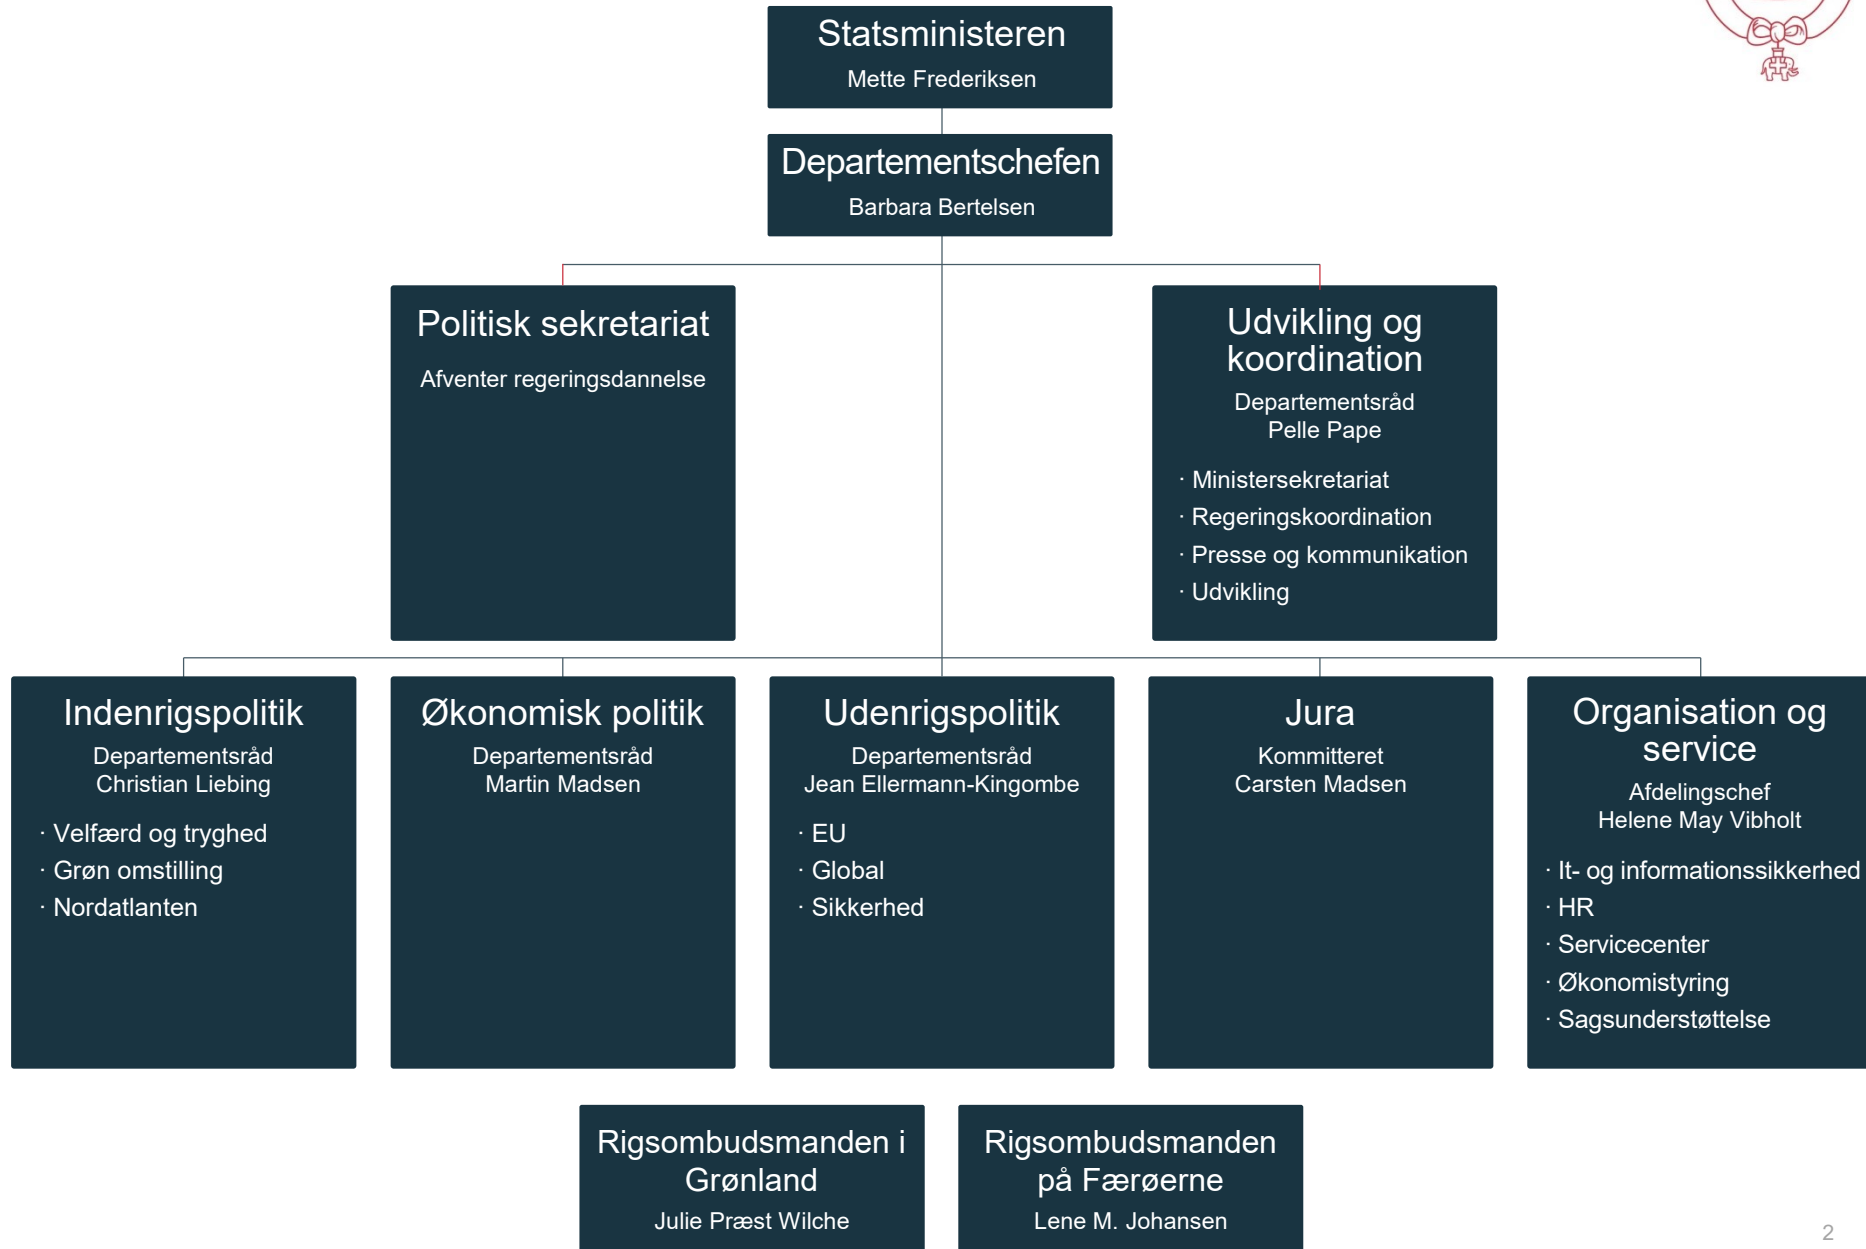 Statsministeren
Mette Frederiksen
Departementschefen
Barbara Bertelsen
Politisk sekretariat
Afventer regeringsdannelse
Udvikling og
koordination
Departementsråd
Pelle Pape
· Ministersekretariat
· Regeringskoordination
· Presse og kommunikation
· Udvikling
Indenrigspolitik
Departementsråd
Christian Liebing
· Velfærd og tryghed
· Grøn omstilling
· Nordatlanten
Økonomisk politik
Departementsråd
Martin Madsen
Udenrigspolitik
Departementsråd
Jean Ellermann-Kingombe
· EU
· Global
· Sikkerhed
Jura
Kommitteret
Carsten Madsen
Organisation og
service
Afdelingschef
Helene May Vibholt
· It- og informationssikkerhed
· HR
· Servicecenter
· Økonomistyring
· Sagsunderstøttelse
Rigsombudsmanden i
Grønland
Julie Præst Wilche
Rigsombudsmanden
på Færøerne
Lene M. Johansen
2